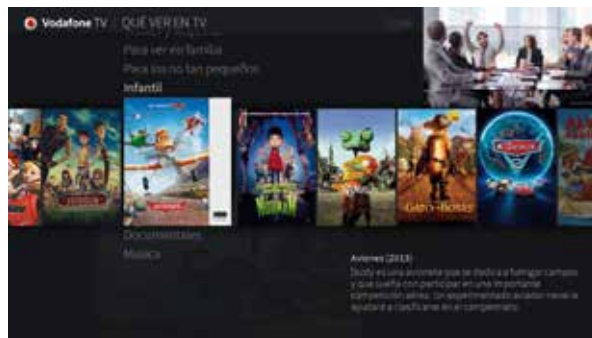 Vodafone TV QUÉ VER EN TV
Para ver en familia
Para los no tan pequeños
Infantil
GATO BOTAS
Documentales
Música
Aviones (2013)
Dusty es una avioneta que se dedica a fumigar campos
y que sueña con participar en una importante
competición aérea. Un experimentado aviador naval le
ayudará a clasificarse en el campeonato.